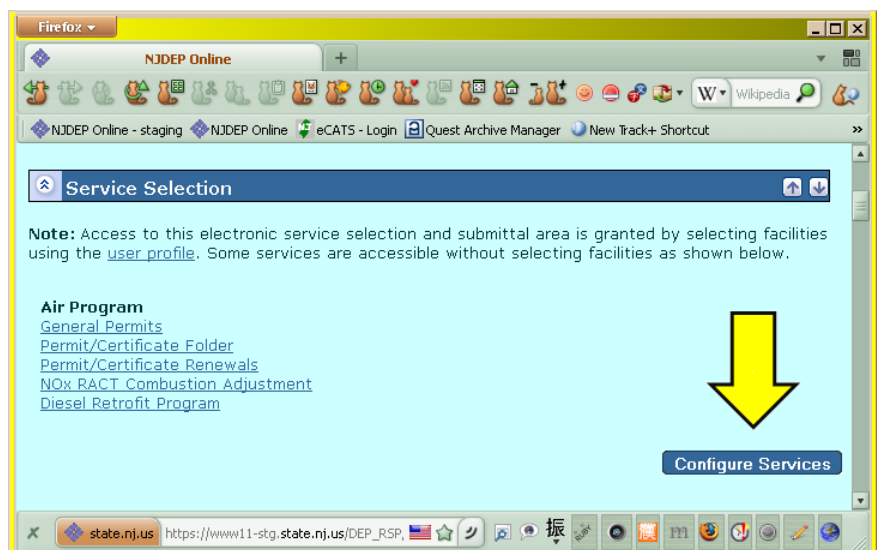 Firefox
NJDEP Online
+
W Wikipedia
NJDEP Online - staging NJDEP Online eCATS - Login Quest Archive Manager New Track+ Shortcut »
Service Selection
Note: Access to this electronic service selection and submittal area is granted by selecting facilities
using the user profile. Some services are accessible without selecting facilities as shown below.
Air Program
General Permits
Permit/Certificate Folder
Permit/Certificate Renewals
NOx RACT Combustion Adjustment
Diesel Retrofit Program
Configure Services
x state.nj.us https://www11-stg.state.nj.us/DEP_RSP, 振 m